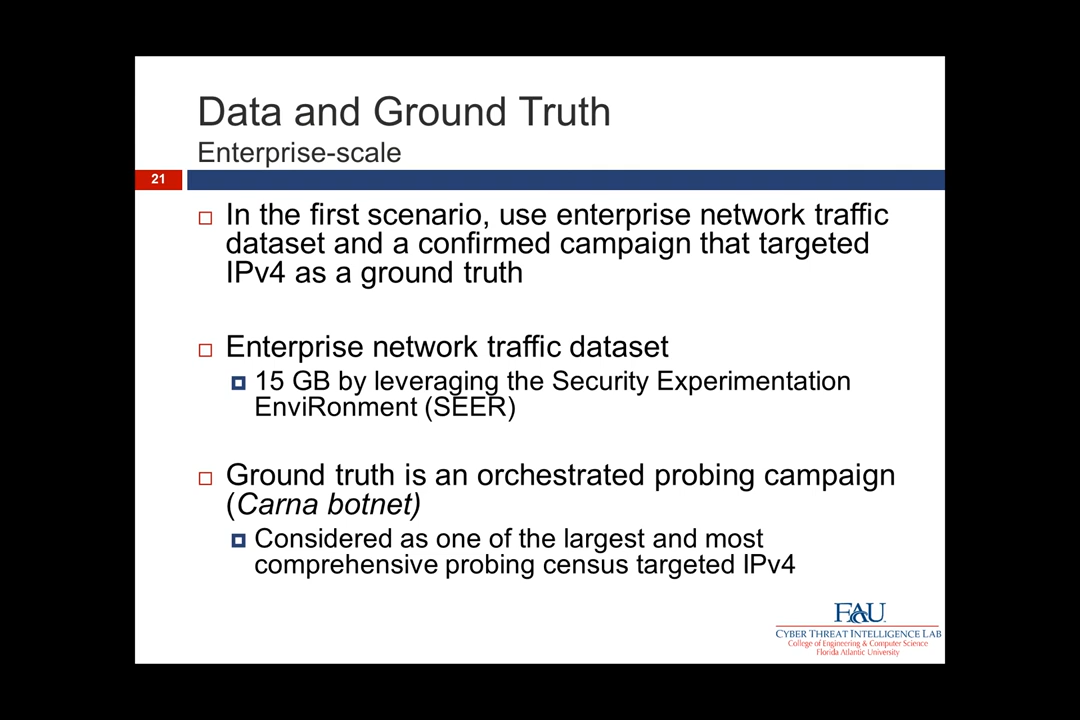 Data and Ground Truth
Enterprise-scale
21
In the first scenario, use enterprise network traffic
dataset and a confirmed campaign that targeted
IPv4 as a ground truth
Enterprise network traffic dataset
15 GB by leveraging the Security Experimentation
EnviRonment (SEER)
Ground truth is an orchestrated probing campaign
(Carna botnet)
Considered as one of the largest and most
comprehensive probing census targeted IPv4
FAU
CYBER THREAT INTELLIGENCE LAB
College of Engineering & Computer Science
Florida Atlantic University